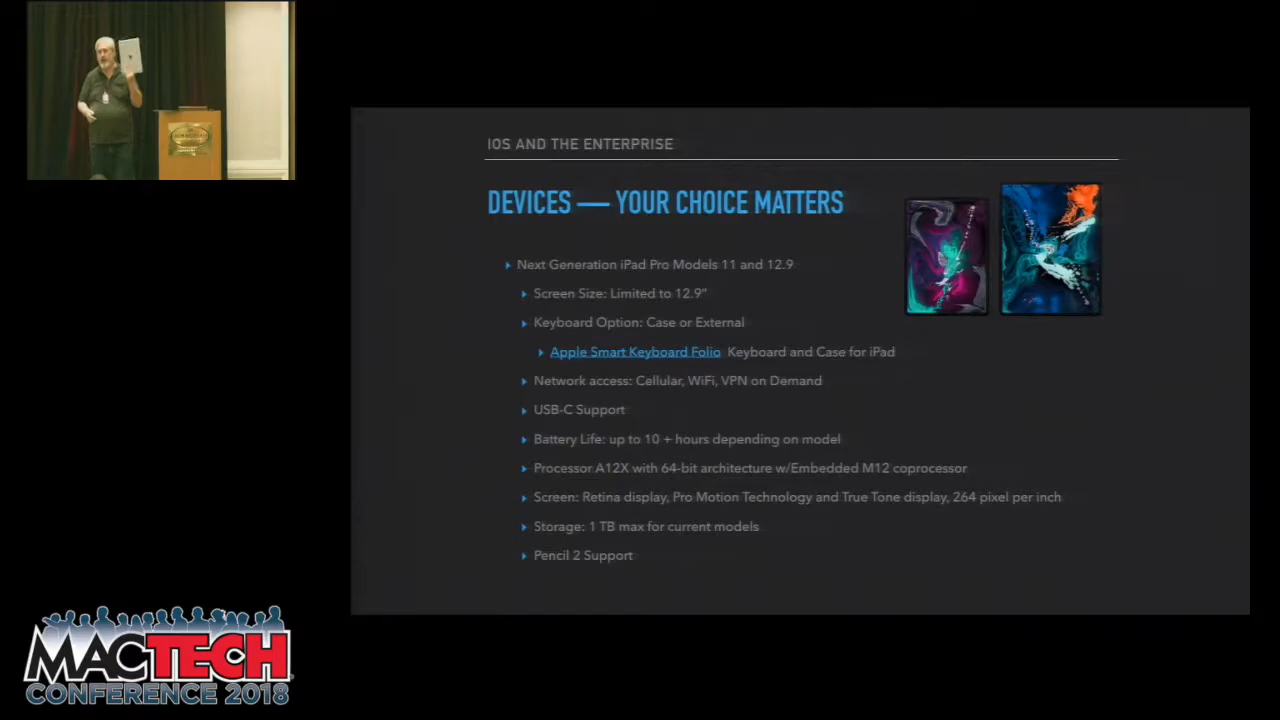 IOS AND THE ENTERPRISE
DEVICES — YOUR CHOICE MATTERS
Next Generation iPad Pro Models 11 and 12.9
Screen Size: Limited to 12.9”
Keyboard Option: Case or External
Apple Smart Keyboard Folio Keyboard and Case for iPad
Network access: Cellular, WiFi, VPN on Demand
USB-C Support
Battery Life: up to 10 + hours depending on model
Processor A12X with 64-bit architecture w/Embedded M12 coprocessor
Screen: Retina display, Pro Motion Technology and True Tone display, 264 pixel per inch
Storage: 1 TB max for current models
Pencil 2 Support
MACTECH
CONFERENCE 2018